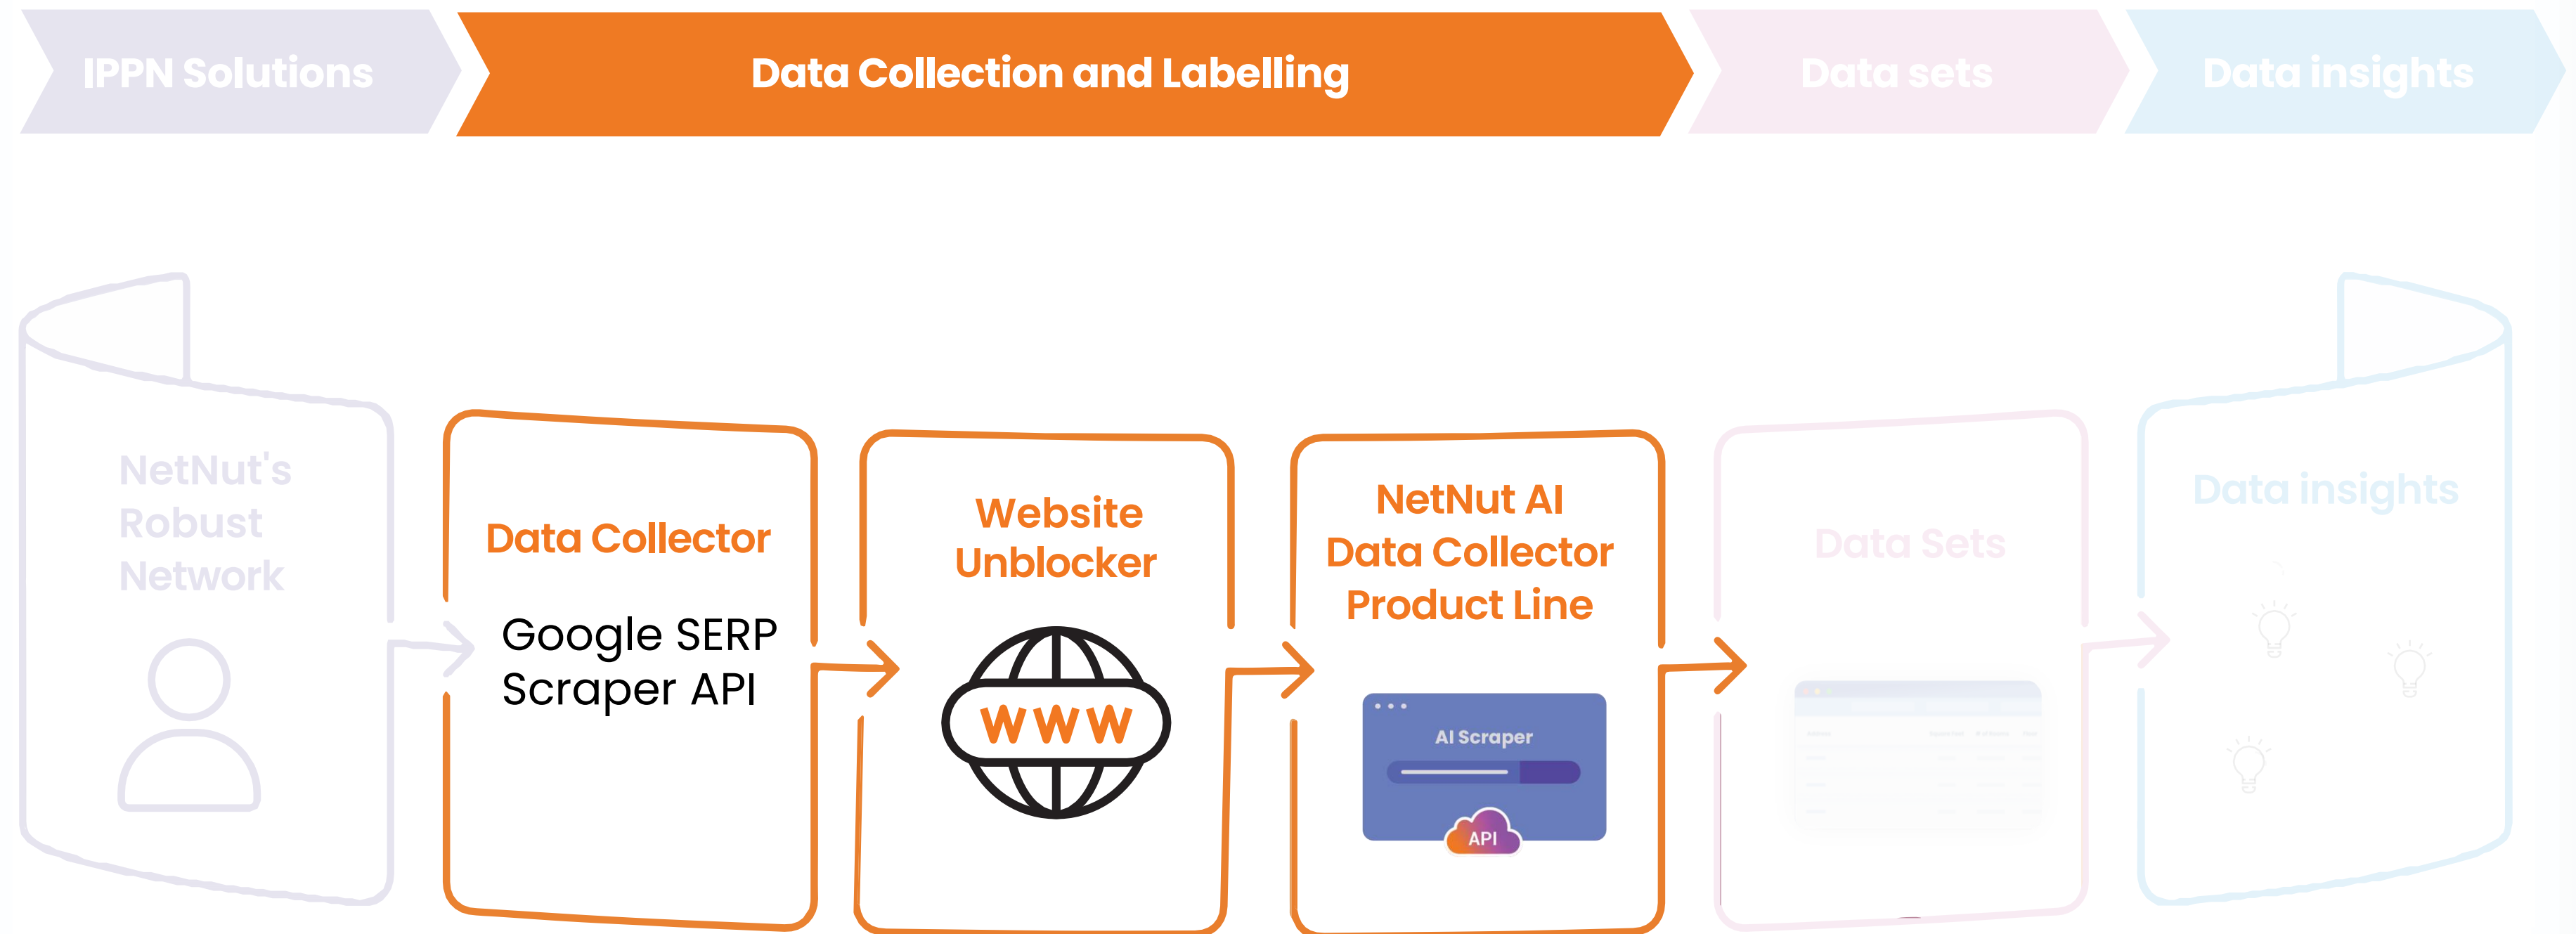 IPPN Solutions
Data Collection and Labelling
Data sets
Data insights
NetNut's
Robust
Network
Data Collector
Google SERP
Scraper API
Website
Unblocker
WWW
NetNut AI
Data Collector
Product Line
AI Scraper
API
Data Sets
Data insights